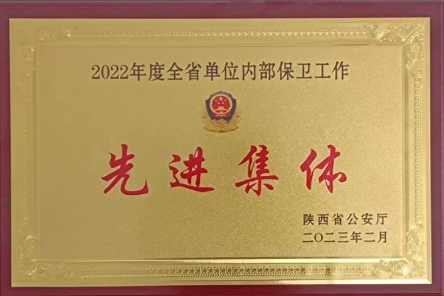 2022年度全省单位内部保卫工作
先进集体
陕西省公安厅
二〇二三年二月